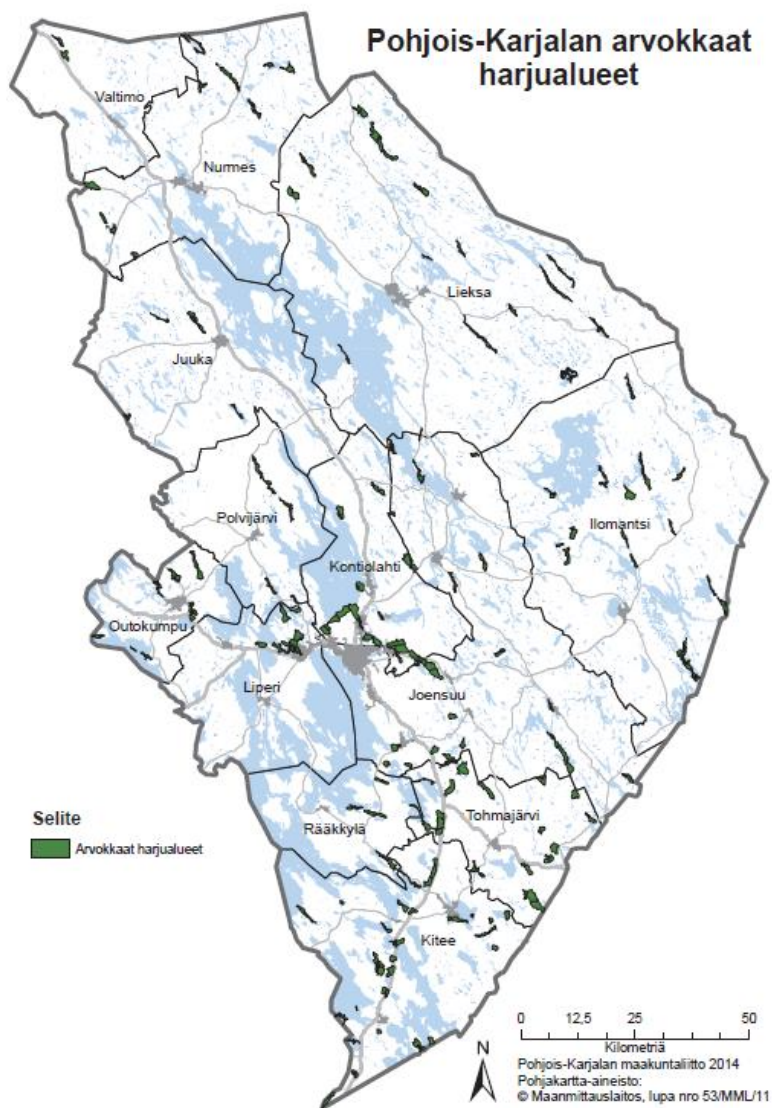 Pohjois-Karjalan arvokkaat
harjualueet
Valtimo
Nurmes
Lieksa
Juuka
Ilomantsi
Polvijärvi
Kontiolahti
Outokumpu
Liperi
Joensuu
Selite
Arvokkaat harjualueet
Rääkkylä
Tohmajärvi
Kitee
0 12,5 25 50
Kilometriä
N
Pohjois-Karjalan maakuntaliitto 2014
Pohjakartta-aineisto:
© Maanmittauslaitos, lupa nro 53/MML/11